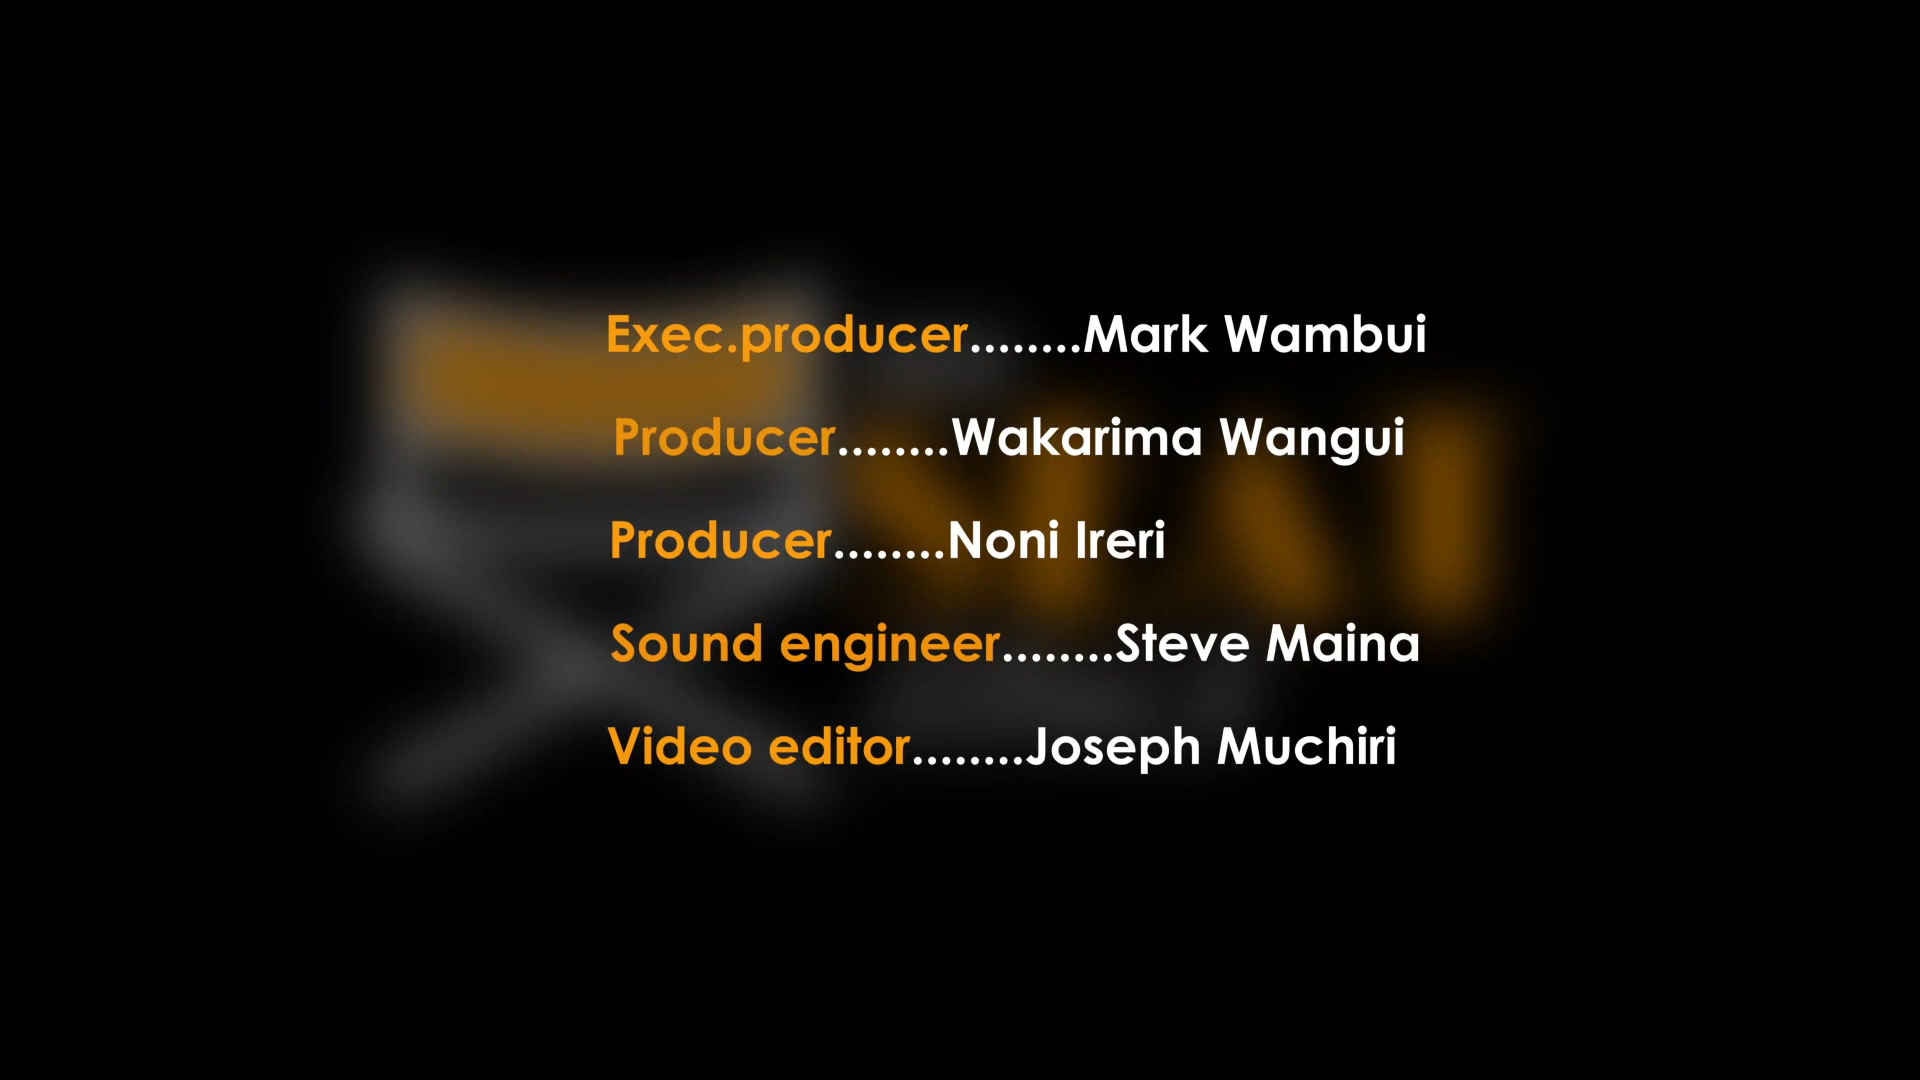 Exec.producer........Mark Wambui
Producer........Wakarima Wangui
Producer........Noni Ireri
Sound engineer........Steve Maina
Video editor........Joseph Muchiri